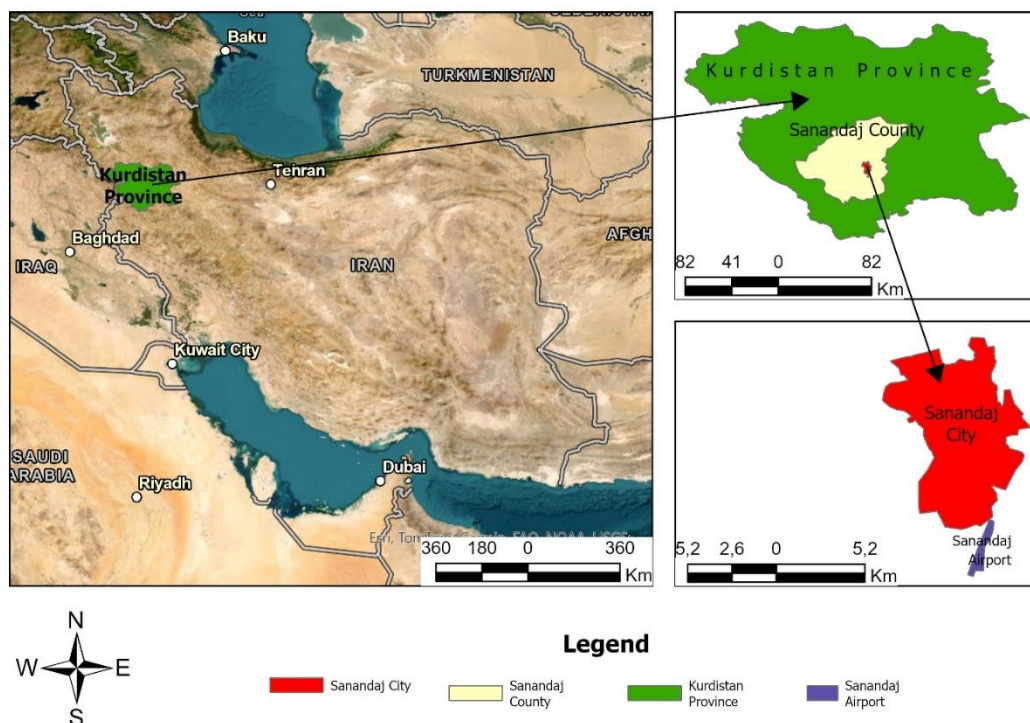 Sea
Baku
TURKMENISTAN
Tehran
Kurdistan
Province
Baghdad
IRAQ
IRAN
AFGH
Kuwait City
SAUDI
ARABIA
Riyadh
Dubai
360 180 0 360
Km
Kurdistan Province
Sanandaj County
82 41 0 82
Km
Sanandaj
City
Sanandaj
Airport
5,2 2,6 0 5,2
Km
N
W E
S
Legend
Sanandaj City
Sanandaj
County
Kurdistan
Province
Sanandaj
Airport